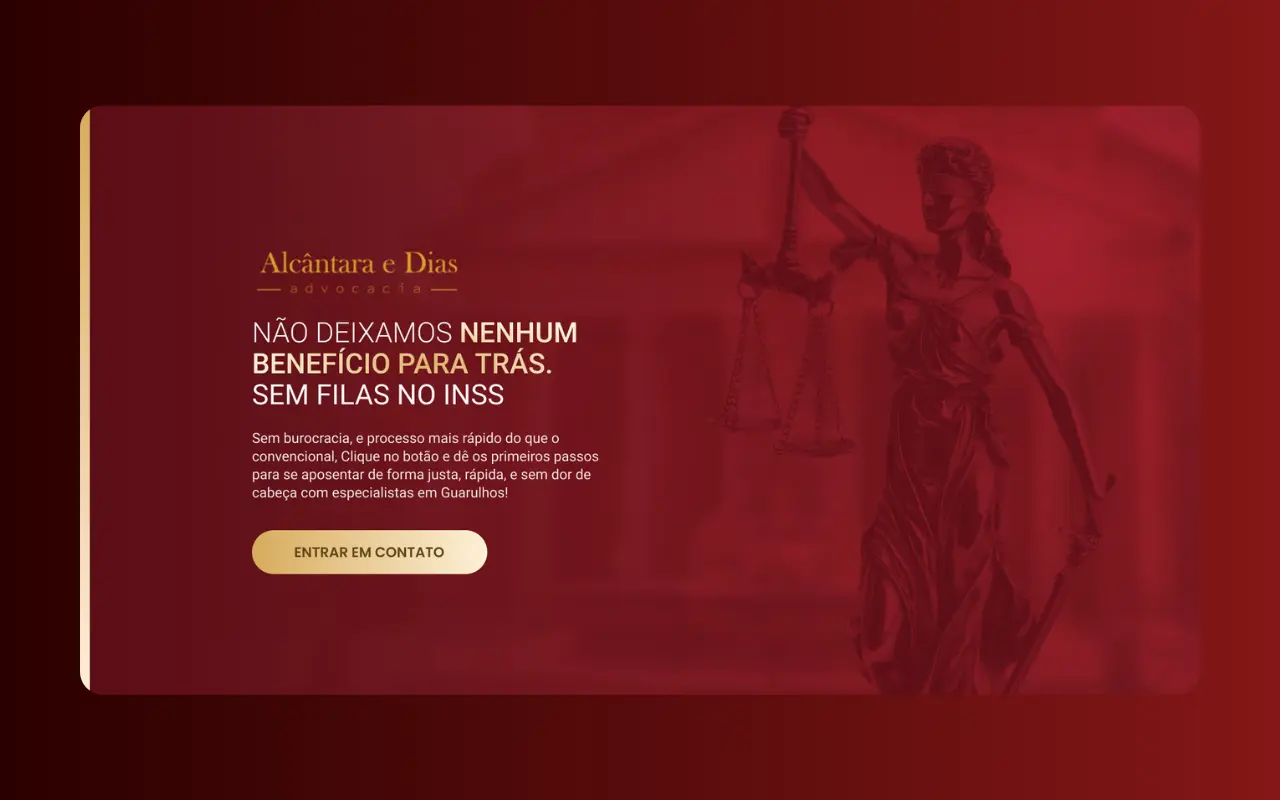 Alcântara e Dias
advocacia
NÃO DEIXAMOS NENHUM
BENEFÍCIO PARA TRÁS.
SEM FILAS NO INSS
Sem burocracia, e processo mais rápido do que o
convencional, Clique no botão e dê os primeiros passos
para se aposentar de forma justa, rápida, e sem dor de
cabeça com especialistas em Guarulhos!
ENTRAR EM CONTATO